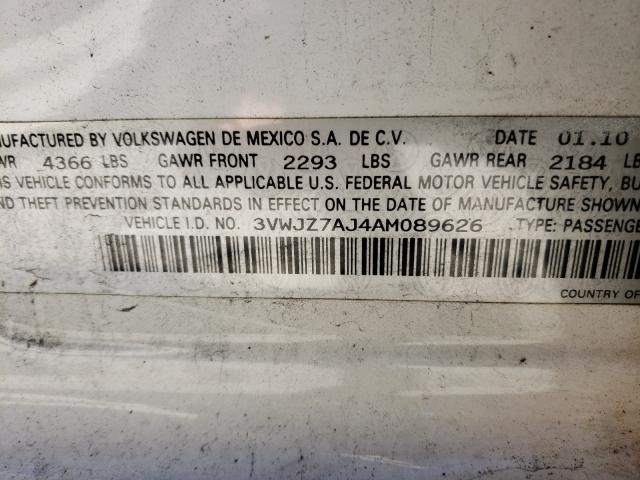 NUFACTURED BY VOLKSWAGEN DE MEXICO S.A. DE C.V. DATE 01.10
WR 4366 LBS GAWR FRONT 2293 LBS GAWR REAR 2184 LB
IS VEHICLE CONFORMS TO ALL APPLICABLE U.S. FEDERAL MOTOR VEHICLE SAFETY, BU
AND THEFT PREVENTION STANDARDS IN EFFECT ON THE DATE OF MANUFACTURE SHOWN
VEHICLE I.D. NO. 3VWJZ7AJ4AM089626 TYPE: PASSENGE
COUNTRY OF